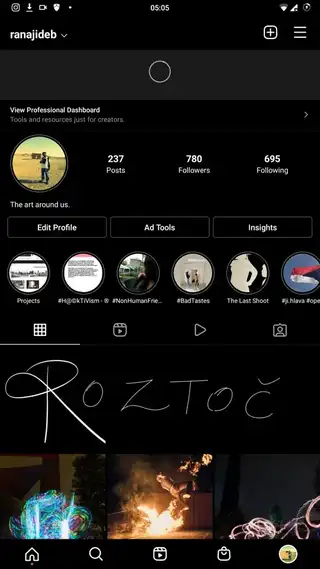 05:05
ranajideb
View Professional Dashboard
Tools and resources just for creators.
237 780 695
Posts Followers Following
The art around us.
Edit Profile Ad Tools Insights
Projects #H@©kTiVism - ® #NonHumanFrie... #BadTastes The Last Shoot #ji.hlava #ope
ROZTOČ